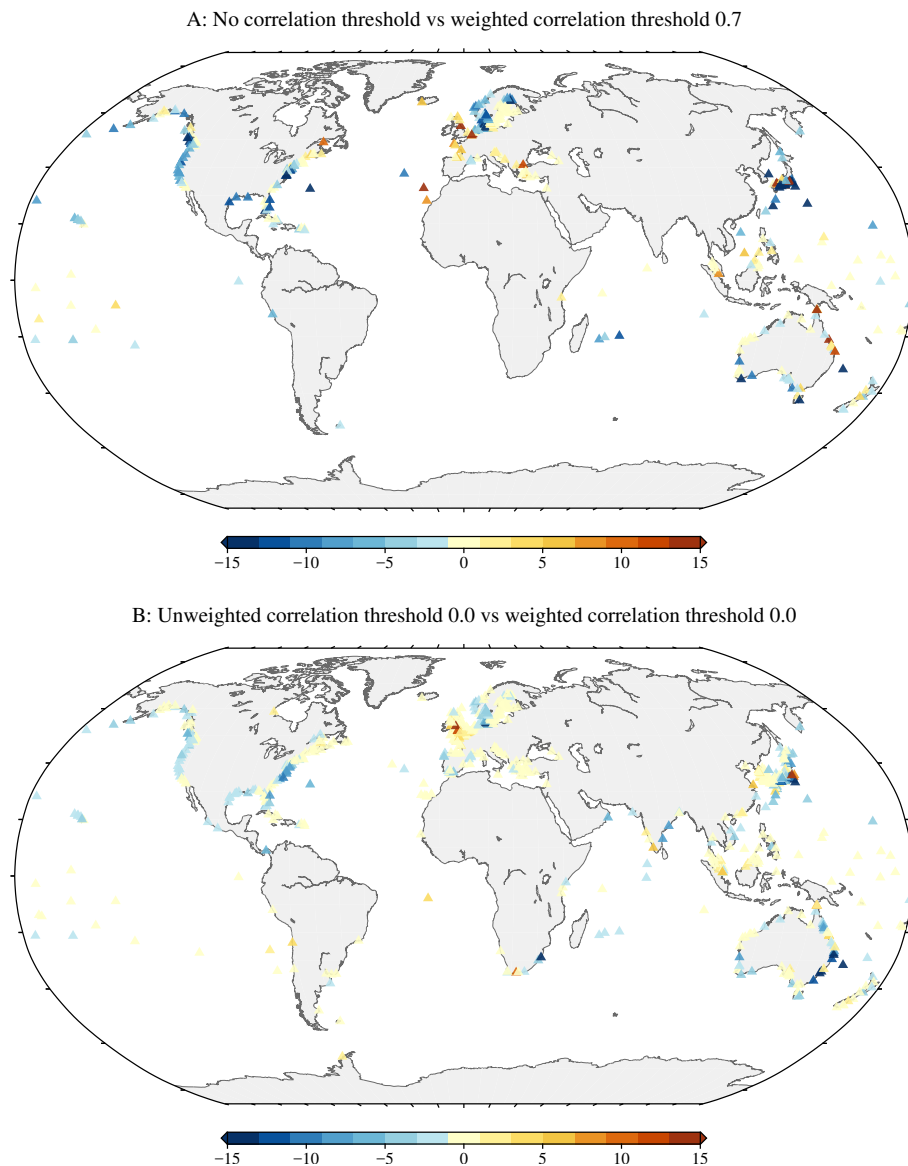 A: No correlation threshold vs weighted correlation threshold 0.7
−15 −10 −5 0 5 10 15
B: Unweighted correlation threshold 0.0 vs weighted correlation threshold 0.0
−15 −10 −5 0 5 10 15